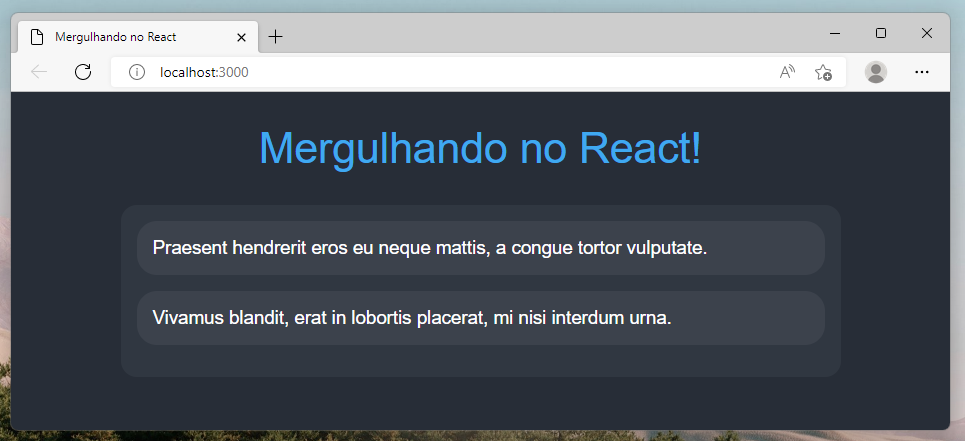 Mergulhando no React
localhost:3000
Mergulhando no React!
Praesent hendrerit eros eu neque mattis, a congue tortor vulputate.
Vivamus blandit, erat in lobortis placerat, mi nisi interdum urna.